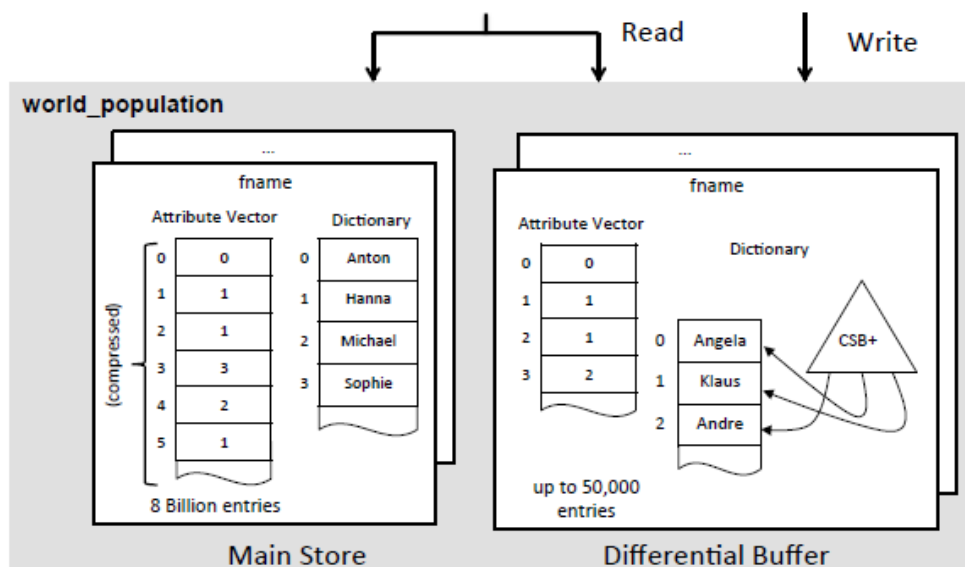 Read
Write
world_population
...
fname
Attribute Vector
Dictionary
(compressed)
0 0
1 1
2 1
3 3
4 2
5 1
0 Anton
1 Hanna
2 Michael
3 Sophie
8 Billion entries
Main Store
...
fname
Attribute Vector
Dictionary
0 0
1 1
2 1
3 2
0 Angela
1 Klaus
2 Andre
CSB+
up to 50,000
entries
Differential Buffer